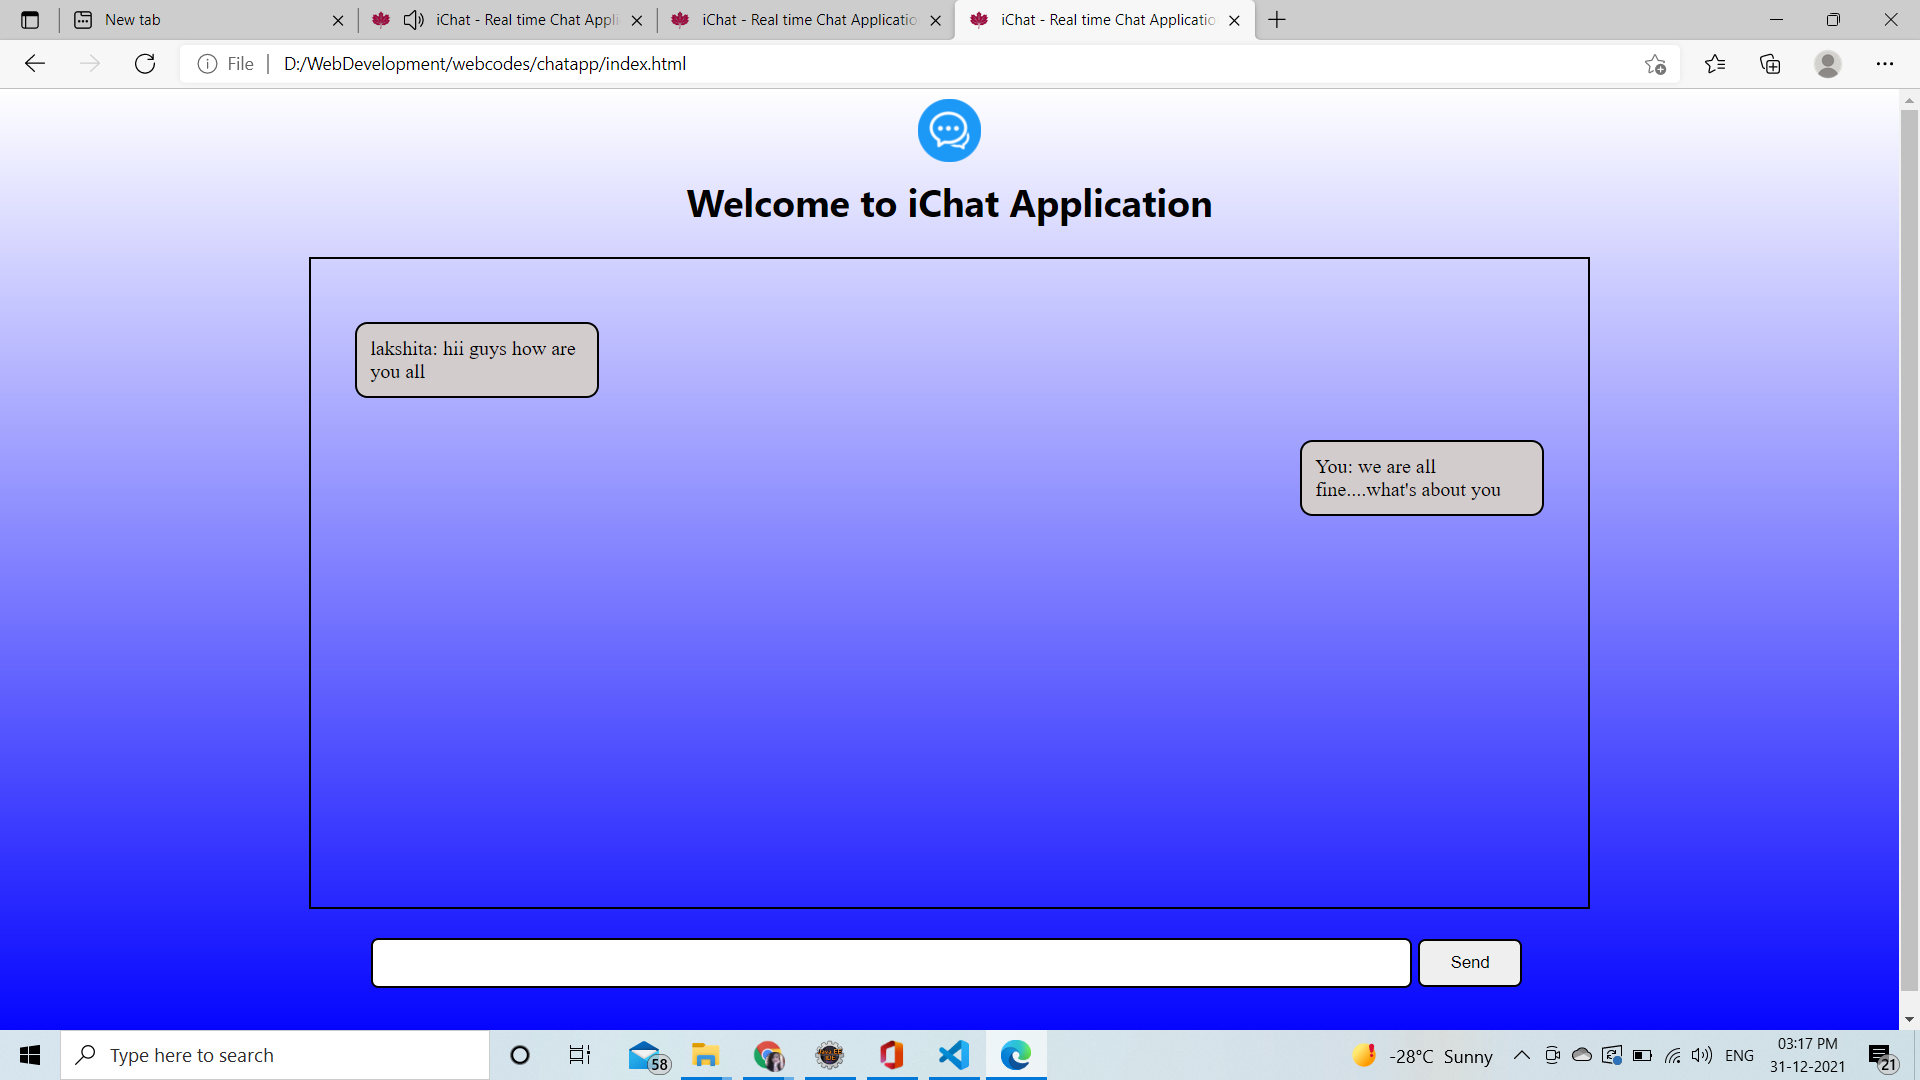 New tab
iChat - Real time Chat Appli
iChat - Real time Chat Applicatio
iChat - Real time Chat Applicatio
File
D:/WebDevelopment/webcodes/chatapp/index.html
Welcome to iChat Application
lakshita: hii guys how are
you all
You: we are all
fine....what's about you
Send
Type here to search
58
-28°C Sunny
ENG
03:17 PM
31-12-2021
21